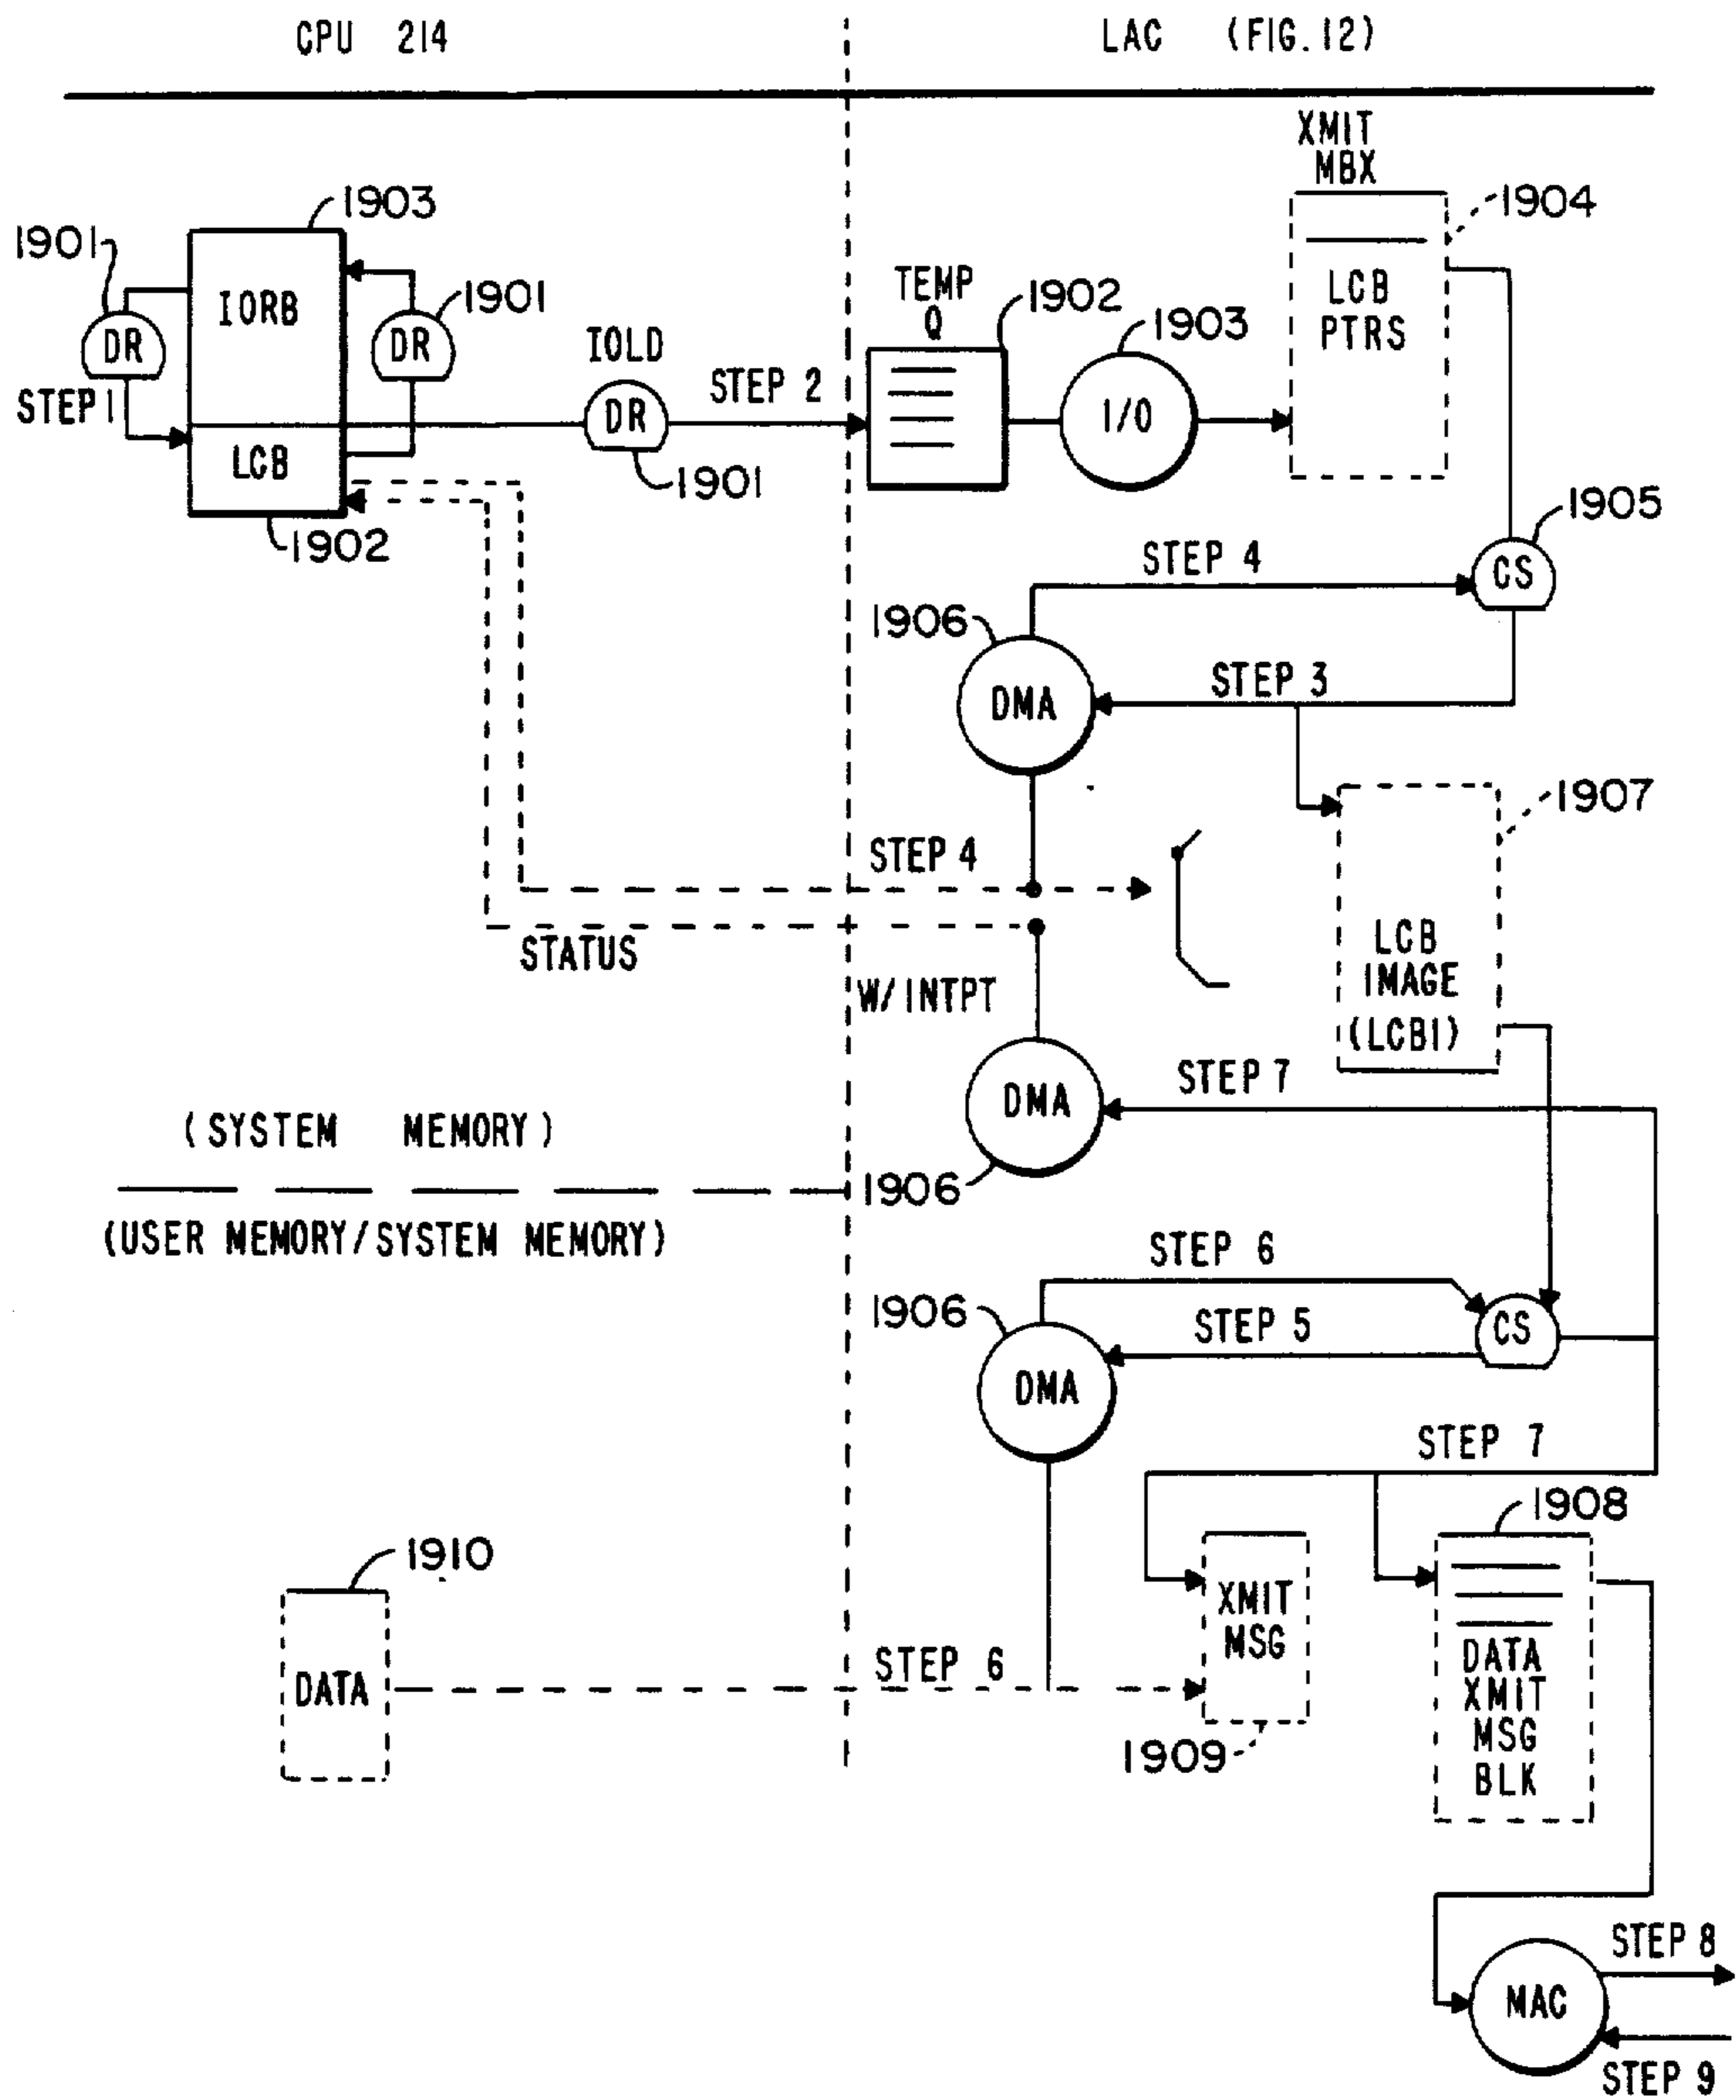 CPU 214
LAC (FIG.12)
XMIT
MBX
1903
1904
1901
IORB
1901
TEMP
Q
1902
1903
LCB
PTRS
DR
DR
IOLD
STEP 1
DR
STEP 2
I/O
LCB
1901
1902
1905
STEP 4
CS
1906
STEP 3
DMA
1907
STEP 4
STATUS
LCB
IMAGE
(LCBI)
W/INTPT
STEP 7
DMA
(SYSTEM MEMORY)
1906
(USER MEMORY/SYSTEM MEMORY)
STEP 6
1906
STEP 5
CS
DMA
STEP 7
1908
1910
XMIT
MSG
DATA
STEP 6
DATA
XMIT
MSG
BLK
1909
STEP 8
MAC
STEP 9